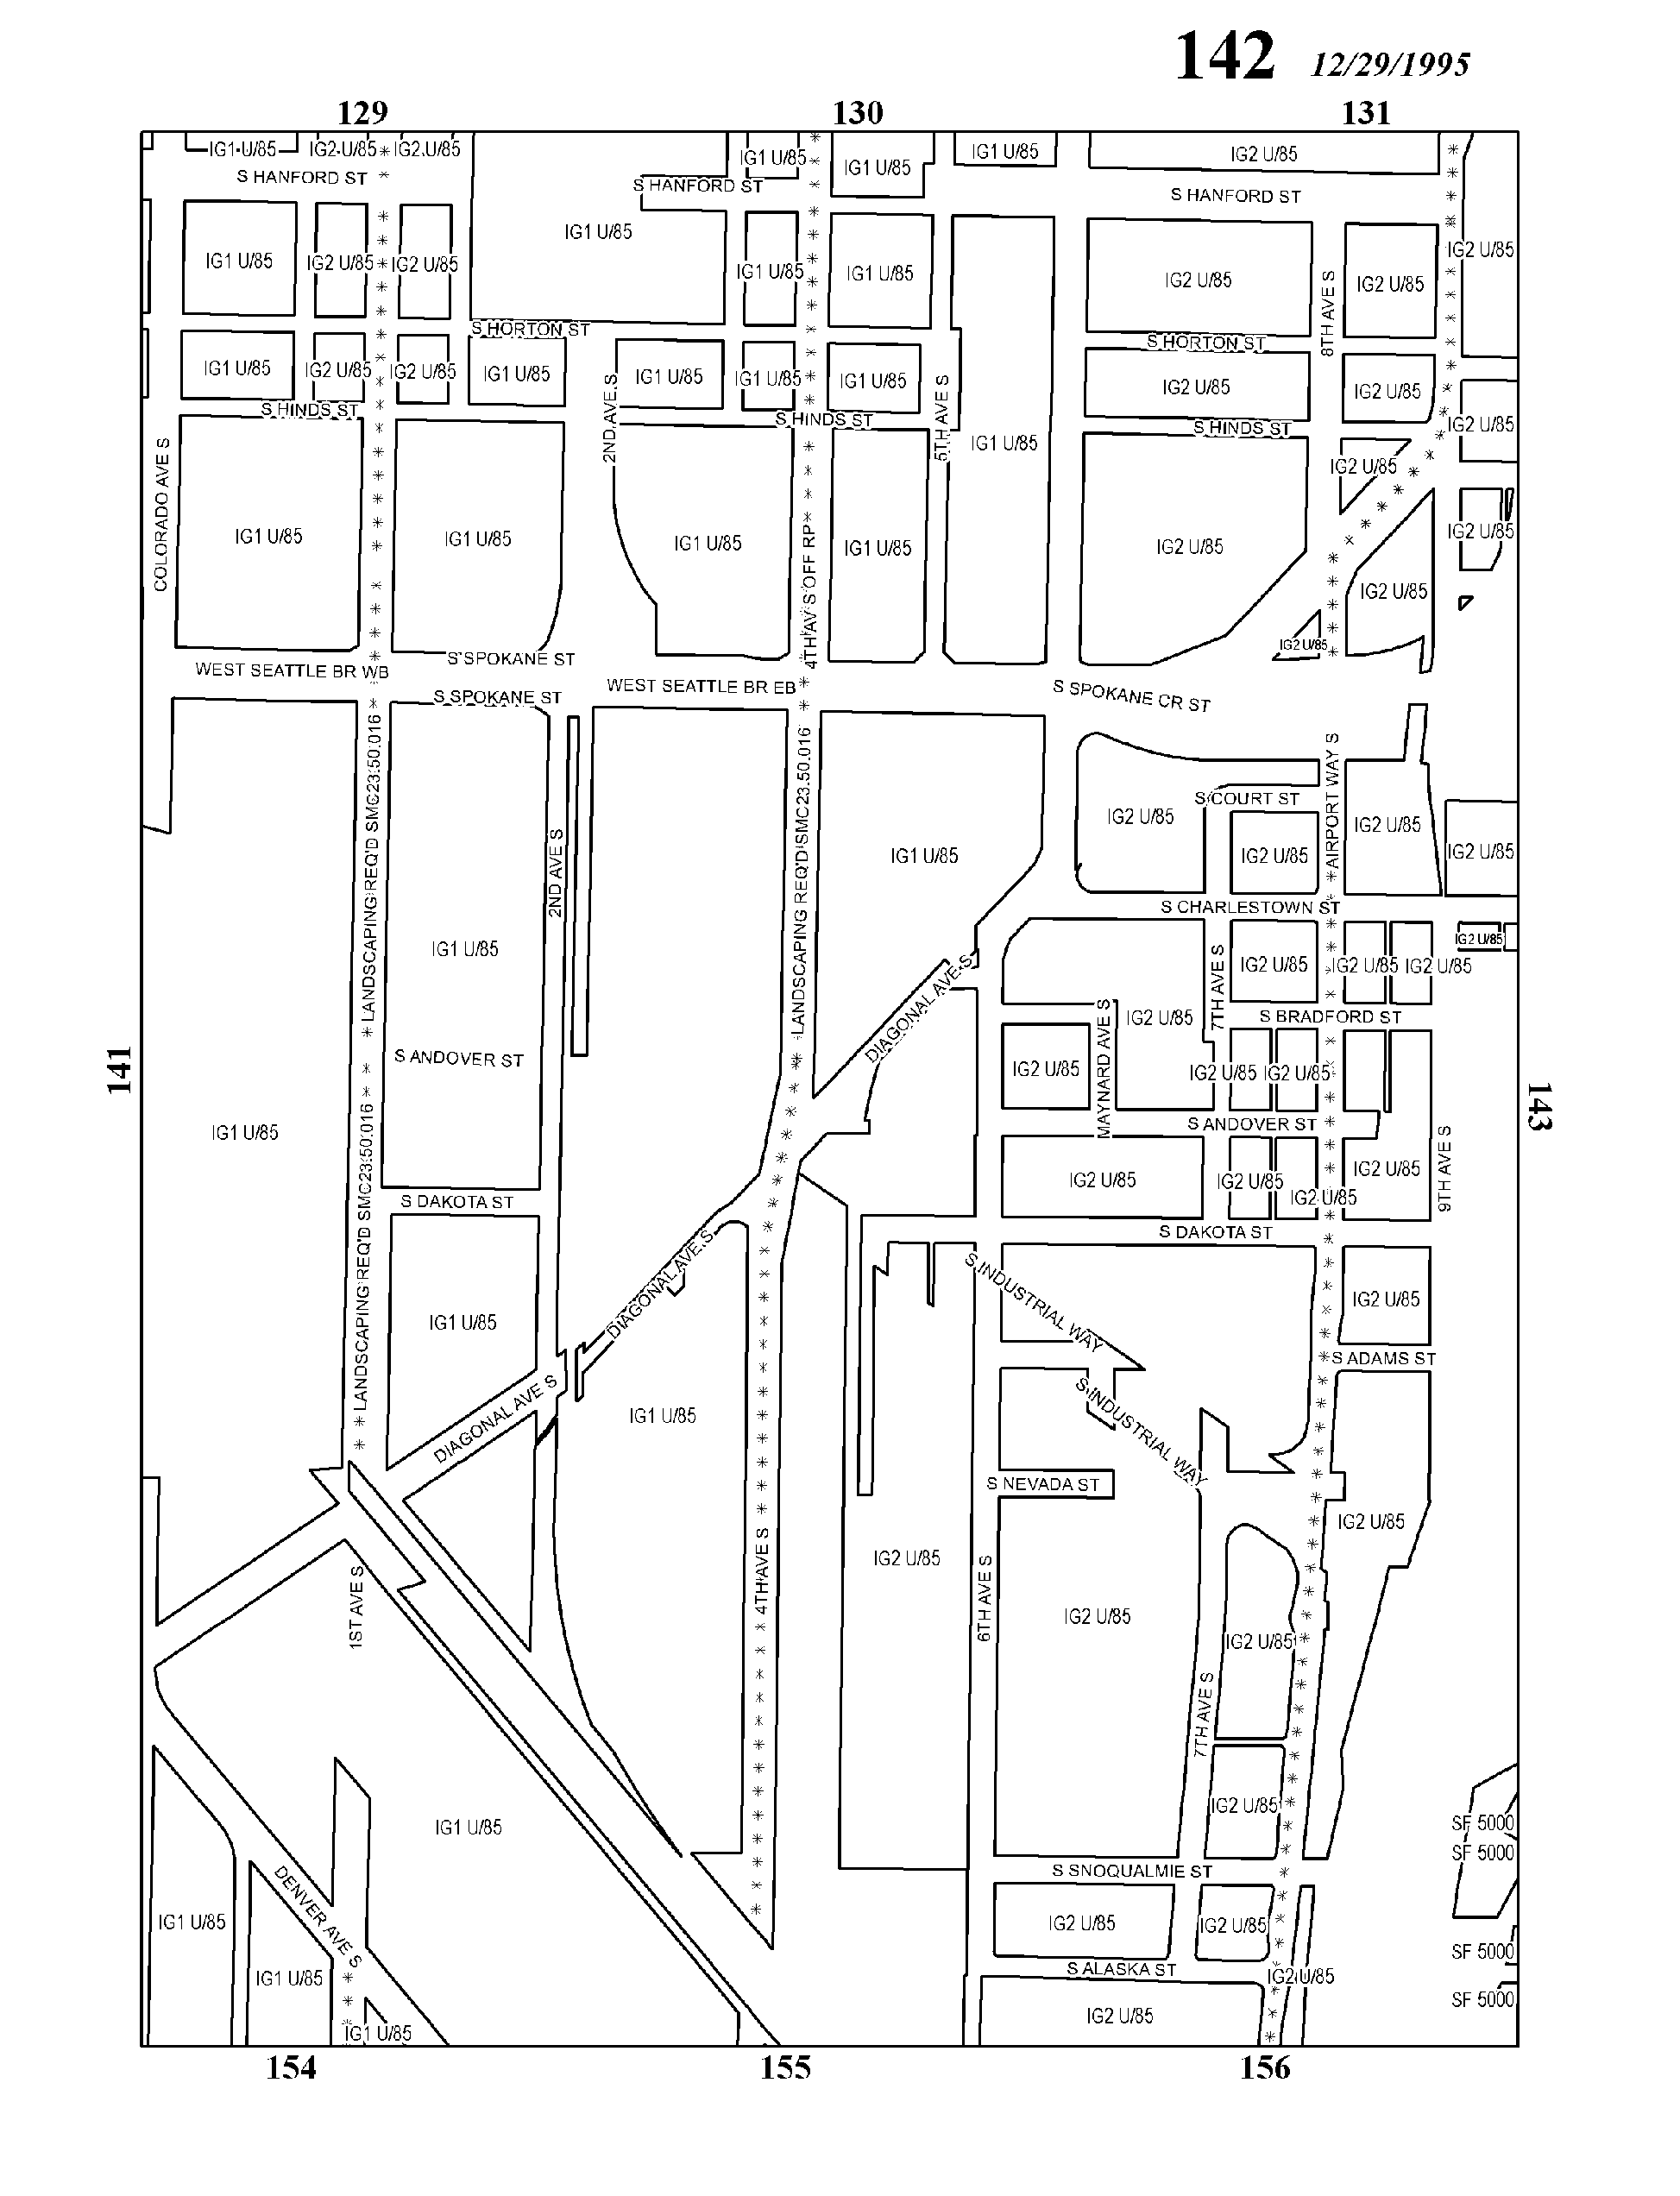 142 12/29/1995
129 130 131
IG1 U/85 IG2 U/85 IG2 U/85 IG1 U/85 IG1 U/85 IG1 U/85 IG2 U/85
S HANFORD ST S HANFORD ST S HANFORD ST
IG1 U/85
IG1 U/85 IG2 U/85 IG2 U/85 IG1 U/85 IG1 U/85 IG2 U/85 IG2 U/85 IG2 U/85
8TH AVE S
S HORTON ST S HORTON ST
IG1 U/85 IG2 U/85 IG2 U/85 IG1 U/85 IG1 U/85 IG1 U/85 IG1 U/85 IG2 U/85 IG2 U/85
2ND AVE S
5TH AVE S
S HINDS ST S HINDS ST S HINDS ST
IG1 U/85 IG2 U/85 IG2 U/85
COLORADO AVE S
IG1 U/85 IG1 U/85 IG1 U/85 IG1 U/85 IG2 U/85 IG2 U/85
4TH AV S OFF RP
IG2 U/85
IG2 U/85
WEST SEATTLE BR WB S SPOKANE ST
S SPOKANE ST WEST SEATTLE BR EB S SPOKANE CR ST
LANDSCAPING REQ'D SMC23.50.016
LANDSCAPING REQ'D SMC23.50.016
AIRPORT WAY S
S COURT ST
IG2 U/85 IG2 U/85
2ND AVE S
IG1 U/85 IG2 U/85 IG2 U/85
S CHARLESTOWN ST
IG1 U/85 IG2 U/85
DIAGONAL AVE S
7TH AVE S
IG2 U/85 IG2 U/85 IG2 U/85
IG2 U/85 S BRADFORD ST
MAYNARD AVE S
S ANDOVER ST
IG2 U/85 IG2 U/85 IG2 U/85
141
143
IG1 U/85
S ANDOVER ST
9TH AVE S
LANDSCAPING REQ'D SMC23.50.016
IG2 U/85 IG2 U/85 IG2 U/85 IG2 U/85
S DAKOTA ST S DAKOTA ST
DIAGONAL AVE S
S INDUSTRIAL WAY
IG1 U/85 IG2 U/85
S ADAMS ST
DIAGONAL AVE S
IG1 U/85
S INDUSTRIAL WAY
S NEVADA ST
IG2 U/85
IG2 U/85
4TH AVE S
6TH AVE S
1ST AVE S
IG2 U/85
IG2 U/85
7TH AVE S
IG2 U/85
IG1 U/85
SF 5000
SF 5000
S SNOQUALMIE ST
DENVER AVE S
IG1 U/85 IG2 U/85 IG2 U/85
SF 5000
S ALASKA ST
IG1 U/85 IG2 U/85
SF 5000
IG2 U/85
IG1 U/85
154 155 156